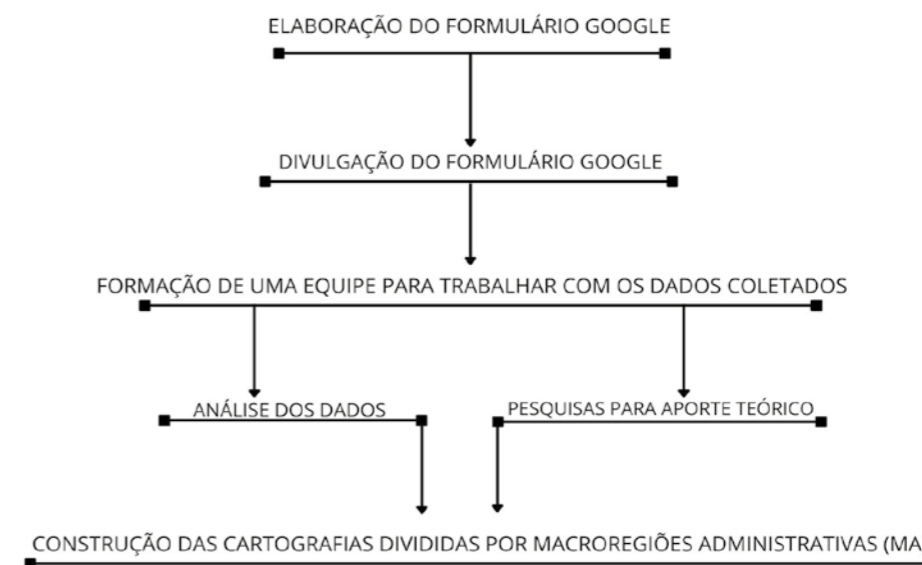 ELABORAÇÃO DO FORMULÁRIO GOOGLE
DIVULGAÇÃO DO FORMULÁRIO GOOGLE
FORMAÇÃO DE UMA EQUIPE PARA TRABALHAR COM OS DADOS COLETADOS
ANÁLISE DOS DADOS
PESQUISAS PARA APORTE TEÓRICO
CONSTRUÇÃO DAS CARTOGRAFIAS DIVIDIDAS POR MACROREGIÕES ADMINISTRATIVAS (MA